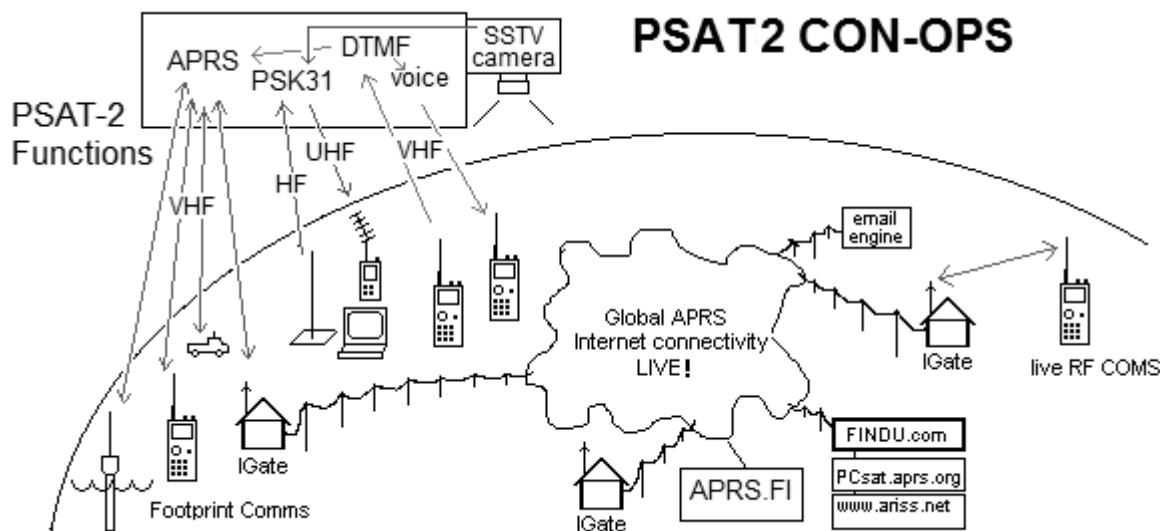 PSAT2 CON-OPS
SSTV
camera
APRS
DTMF
PSK31
voice
PSAT-2
Functions
UHF
VHF
HF
VHF
email
engine
Global APRS
Internet connectivity
LIVE!
IGate
live RF COMS
IGate
Footprint Comms
IGate
APRS.FI
FINDU.com
PCsat.aprs.org
www.ariss.net